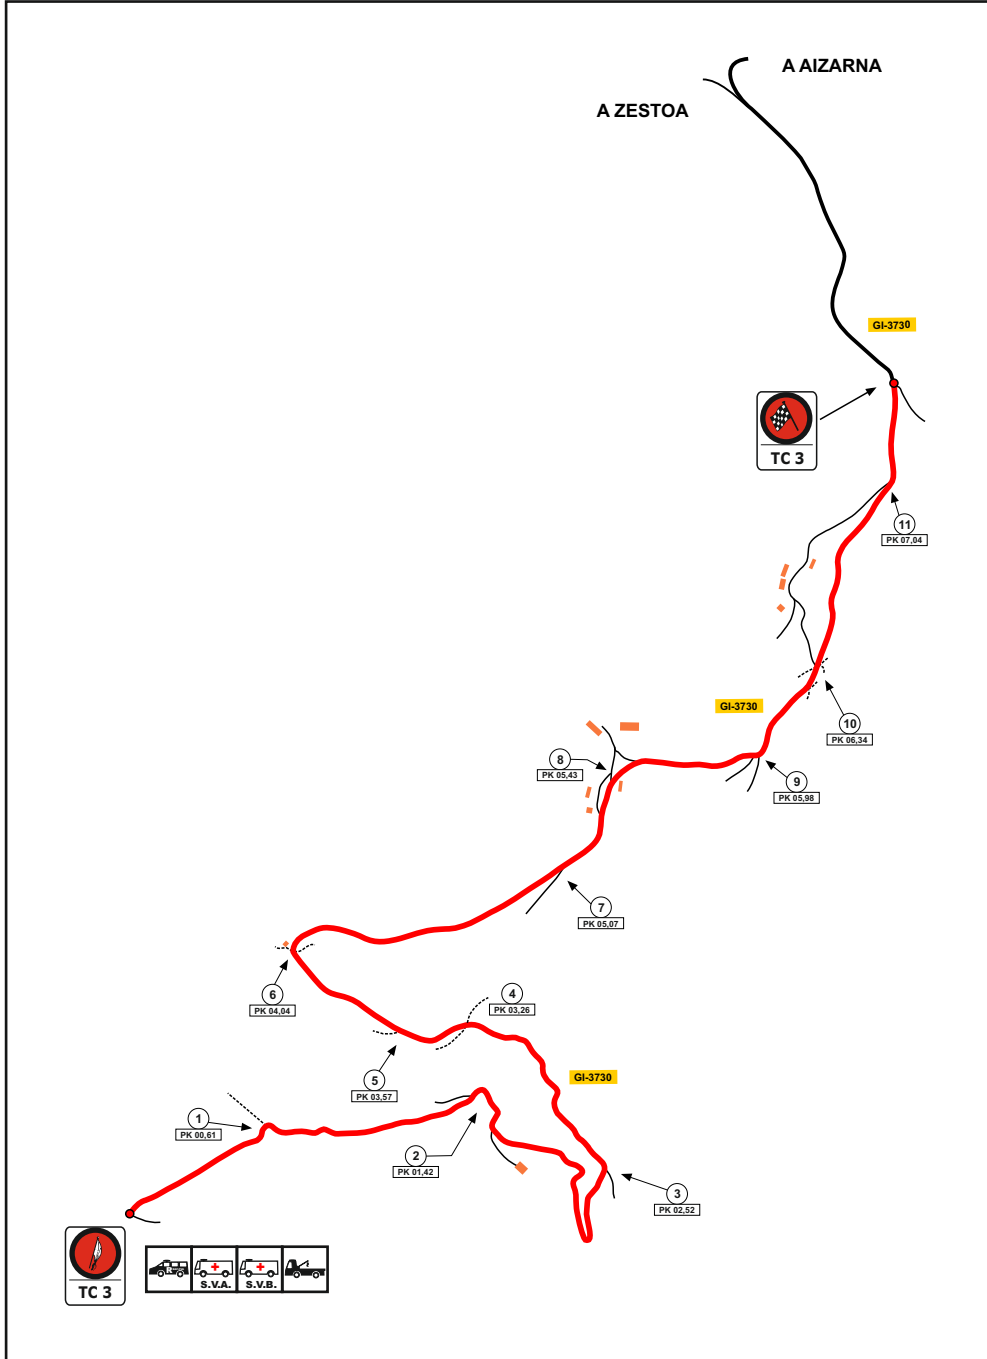 A AIZARNA
A ZESTOA
GI-3730
TC 3
11
PK 07,04
GI-3730
10
PK 06,34
8
PK 05,43
9
PK 05,98
7
PK 05,07
6
PK 04,04
4
PK 03,26
5
PK 03,57
GI-3730
1
PK 00,61
2
PK 01,42
3
PK 02,52
TC 3
S.V.A.
S.V.B.